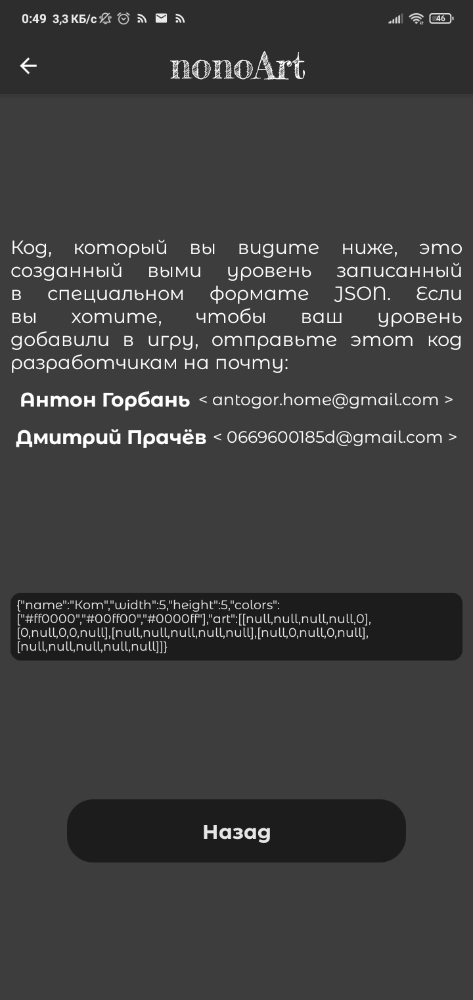 0:49 3,3 КБ/с 46
nonoArt
Код, который вы видите ниже, это
созданный выми уровень записанный
в специальном формате JSON. Если
вы хотите, чтобы ваш уровень
добавили в игру, отправьте этот код
разработчикам на почту:
Антон Горбань < antogor.home@gmail.com >
Дмитрий Прачёв < 0669600185d@gmail.com >
{"name":"Kom","width":5,"height":5,"colors":
["#ff0000","#00ff00","#0000ff"],"art":[[null,null,null,null,0],
[0,null,0,0,null],[null,null,null,null,null],[null,0,null,0,null],
[null,null,null,null,null]]}
Назад